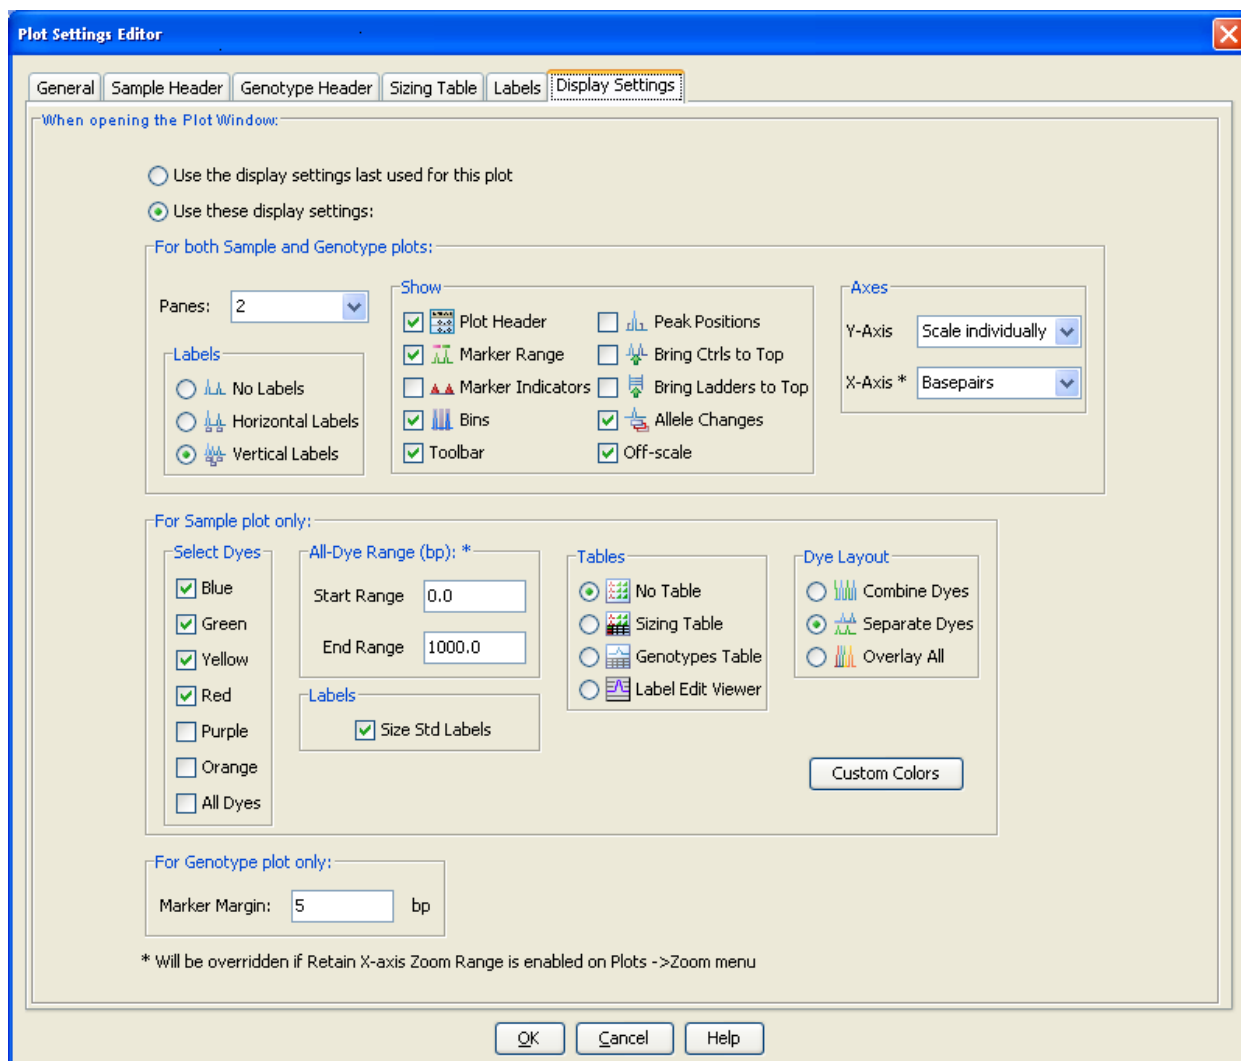 Plot Settings Editor
General Sample Header Genotype Header Sizing Table Labels Display Settings
When opening the Plot Window:
Use the display settings last used for this plot
Use these display settings:
For both Sample and Genotype plots:
Panes: 2
Labels
No Labels
Horizontal Labels
Vertical Labels
Show
Plot Header Peak Positions
Marker Range Bring Ctrls to Top
Marker Indicators Bring Ladders to Top
Bins Allele Changes
Toolbar Off-scale
Axes
Y-Axis Scale individually
X-Axis * Basepairs
For Sample plot only:
Select Dyes
Blue
Green
Yellow
Red
Purple
Orange
All Dyes
All-Dye Range (bp): *
Start Range 0.0
End Range 1000.0
Labels
Size Std Labels
Tables
No Table
Sizing Table
Genotypes Table
Label Edit Viewer
Dye Layout
Combine Dyes
Separate Dyes
Overlay All
Custom Colors
For Genotype plot only:
Marker Margin: 5 bp
* Will be overridden if Retain X-axis Zoom Range is enabled on Plots ->Zoom menu
OK Cancel Help